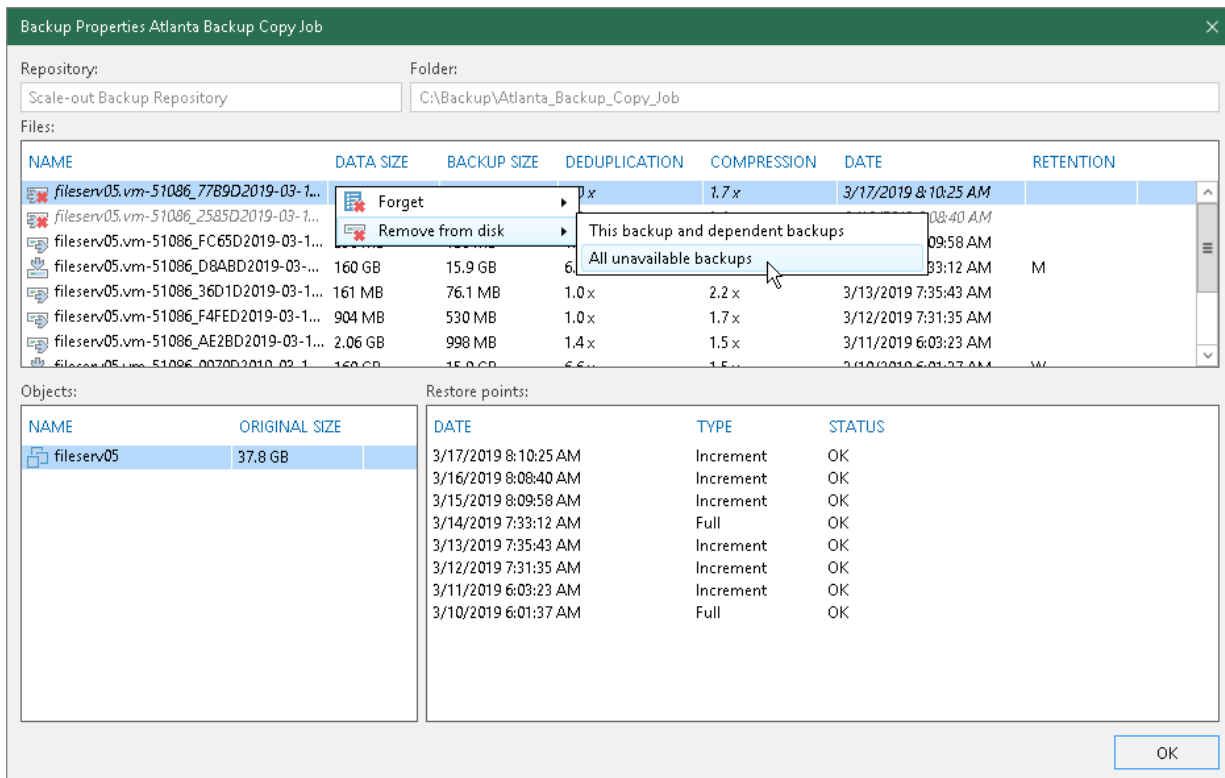 Backup Properties Atlanta Backup Copy Job
Repository: Folder:
Scale-out Backup Repository C:\Backup\Atlanta_Backup_Copy_Job
Files:
NAME DATA SIZE BACKUP SIZE DEDUPLICATION COMPRESSION DATE RETENTION
fileserv05.vm-51086_77B9D2019-03-1... x 1.7 x 3/17/2019 8:10:25 AM
Forget
fileserv05.vm-51086_2585D2019-03-1... 08:40 AM
Remove from disk This backup and dependent backups
fileserv05.vm-51086_FC65D2019-03-1... 09:58 AM
All unavailable backups
fileserv05.vm-51086_D8ABD2019-03-... 160 GB 15.9 GB 6. 33:12 AM M
fileserv05.vm-51086_36D1D2019-03-1... 161 MB 76.1 MB 1.0 x 2.2 x 3/13/2019 7:35:43 AM
fileserv05.vm-51086_F4FED2019-03-1... 904 MB 530 MB 1.0 x 1.7 x 3/12/2019 7:31:35 AM
fileserv05.vm-51086_AE2BD2019-03-1... 2.06 GB 998 MB 1.4 x 1.5 x 3/11/2019 6:03:23 AM
Objects: Restore points:
NAME ORIGINAL SIZE DATE TYPE STATUS
fileserv05 37.8 GB 3/17/2019 8:10:25 AM Increment OK
3/16/2019 8:08:40 AM Increment OK
3/15/2019 8:09:58 AM Increment OK
3/14/2019 7:33:12 AM Full OK
3/13/2019 7:35:43 AM Increment OK
3/12/2019 7:31:35 AM Increment OK
3/11/2019 6:03:23 AM Increment OK
3/10/2019 6:01:37 AM Full OK
OK